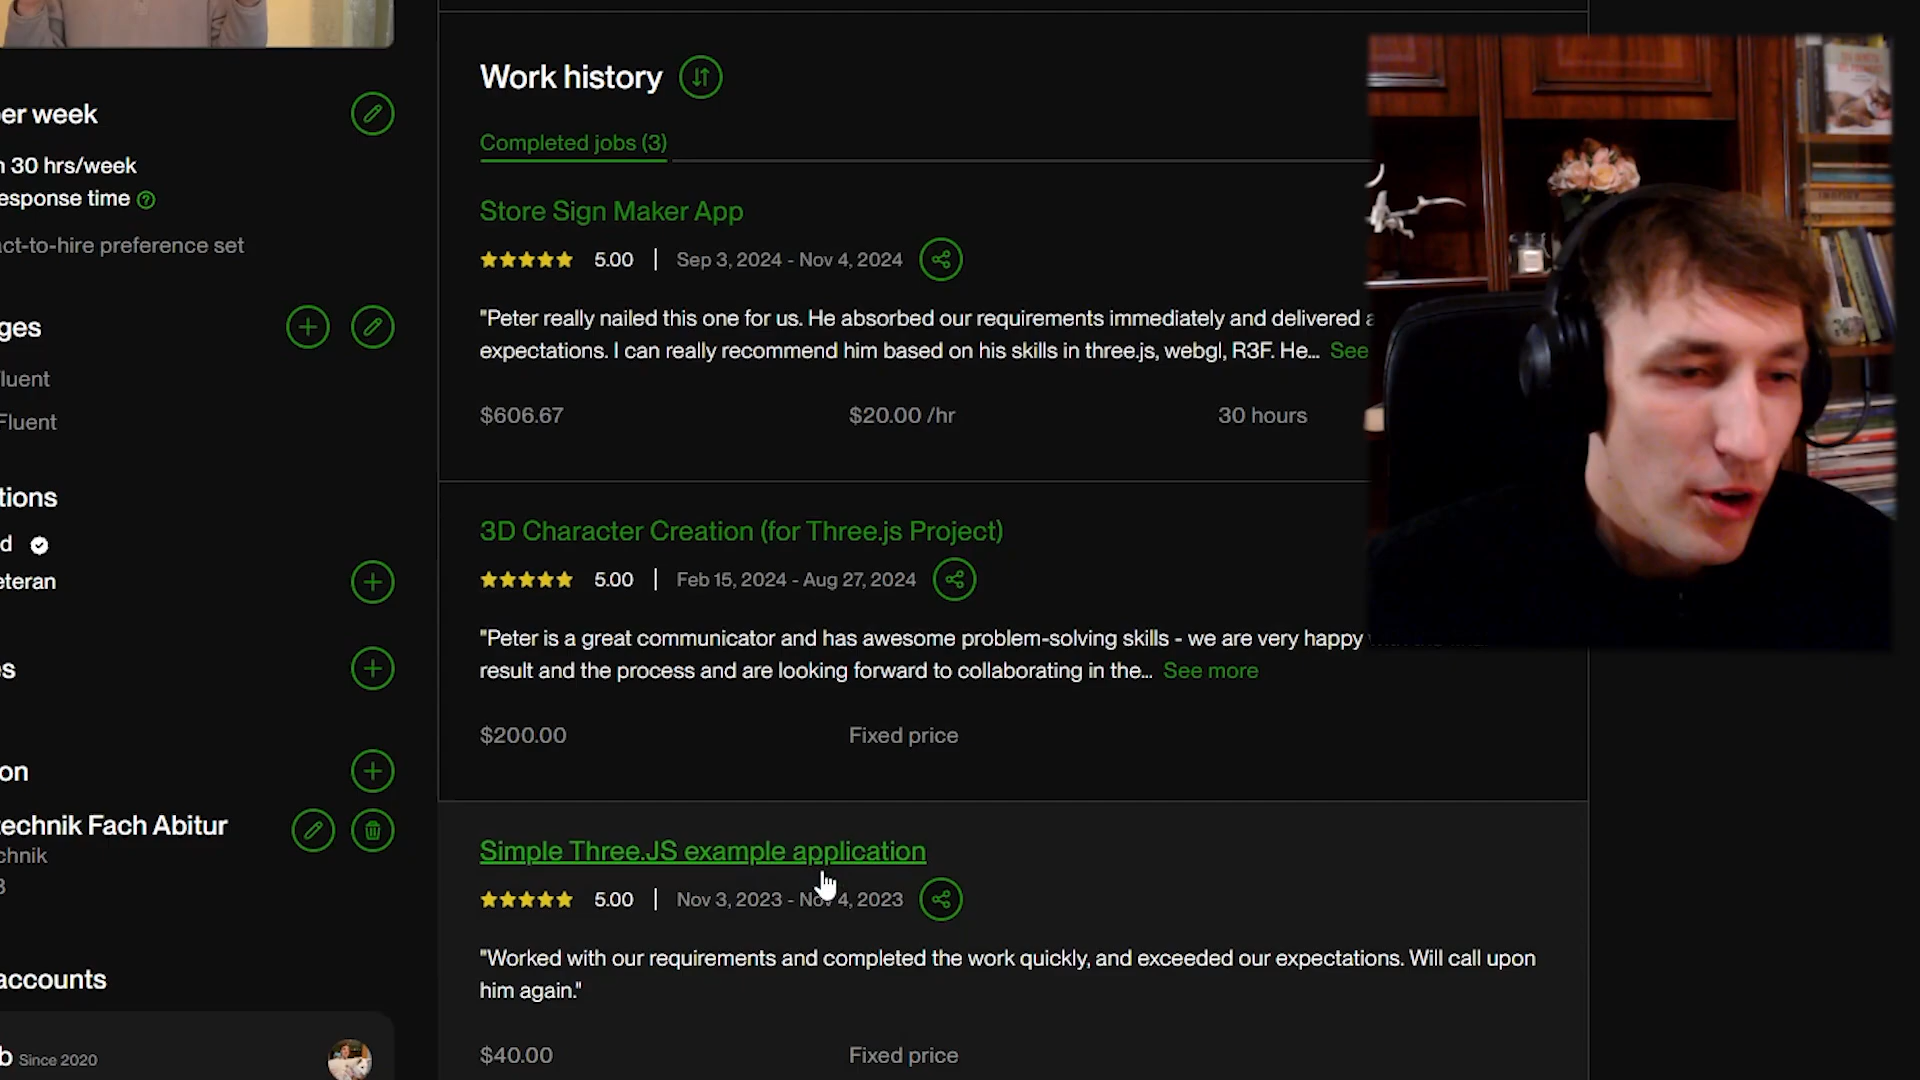 er week
30 hrs/week
esponse time
act-to-hire preference set
ges
luent
Fluent
tions
d
eteran
s
on
echnik Fach Abitur
chnik
3
accounts
b Since 2020
Work history
Completed jobs (3)
Store Sign Maker App
5.00 | Sep 3, 2024 - Nov 4, 2024
"Peter really nailed this one for us. He absorbed our requirements immediately and delivered a
expectations. I can really recommend him based on his skills in three.js, webgl, R3F. He... See
$606.67 $20.00 /hr 30 hours
3D Character Creation (for Three.js Project)
5.00 | Feb 15, 2024 - Aug 27, 2024
"Peter is a great communicator and has awesome problem-solving skills - we are very happy
result and the process and are looking forward to collaborating in the... See more
$200.00 Fixed price
Simple Three.JS example application
5.00 | Nov 3, 2023 - Nov 4, 2023
"Worked with our requirements and completed the work quickly, and exceeded our expectations. Will call upon
him again."
$40.00 Fixed price